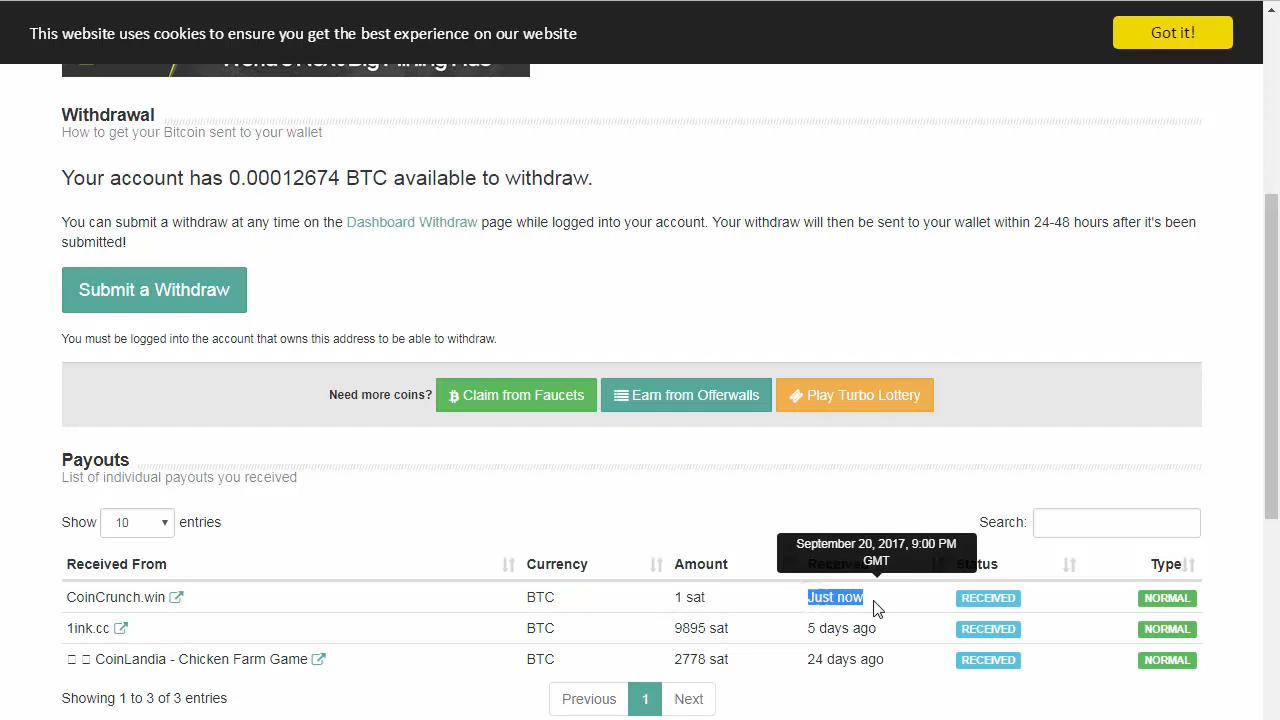 This website uses cookies to ensure you get the best experience on our website
Got it!
Withdrawal
How to get your Bitcoin sent to your wallet
Your account has 0.00012674 BTC available to withdraw.
You can submit a withdraw at any time on the Dashboard Withdraw page while logged into your account. Your withdraw will then be sent to your wallet within 24-48 hours after it's been
submitted!
Submit a Withdraw
You must be logged into the account that owns this address to be able to withdraw.
Need more coins? Claim from Faucets Earn from Offerwalls Play Turbo Lottery
Payouts
List of individual payouts you received
Show 10 entries Search:
September 20, 2017, 9:00 PM
GMT
Received From Currency Amount Status Type
CoinCrunch.win BTC 1 sat Just now RECEIVED NORMAL
1ink.cc BTC 9895 sat 5 days ago RECEIVED NORMAL
CoinLandia - Chicken Farm Game BTC 2778 sat 24 days ago RECEIVED NORMAL
Showing 1 to 3 of 3 entries Previous 1 Next